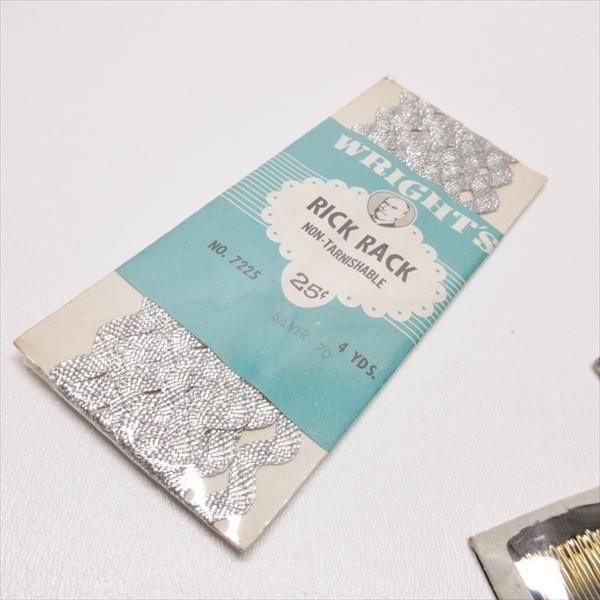 WRIGHT'S
RICK RACK
NON-TARNISHABLE
NO. 7225
25¢
4 YDS.
SILVER 70